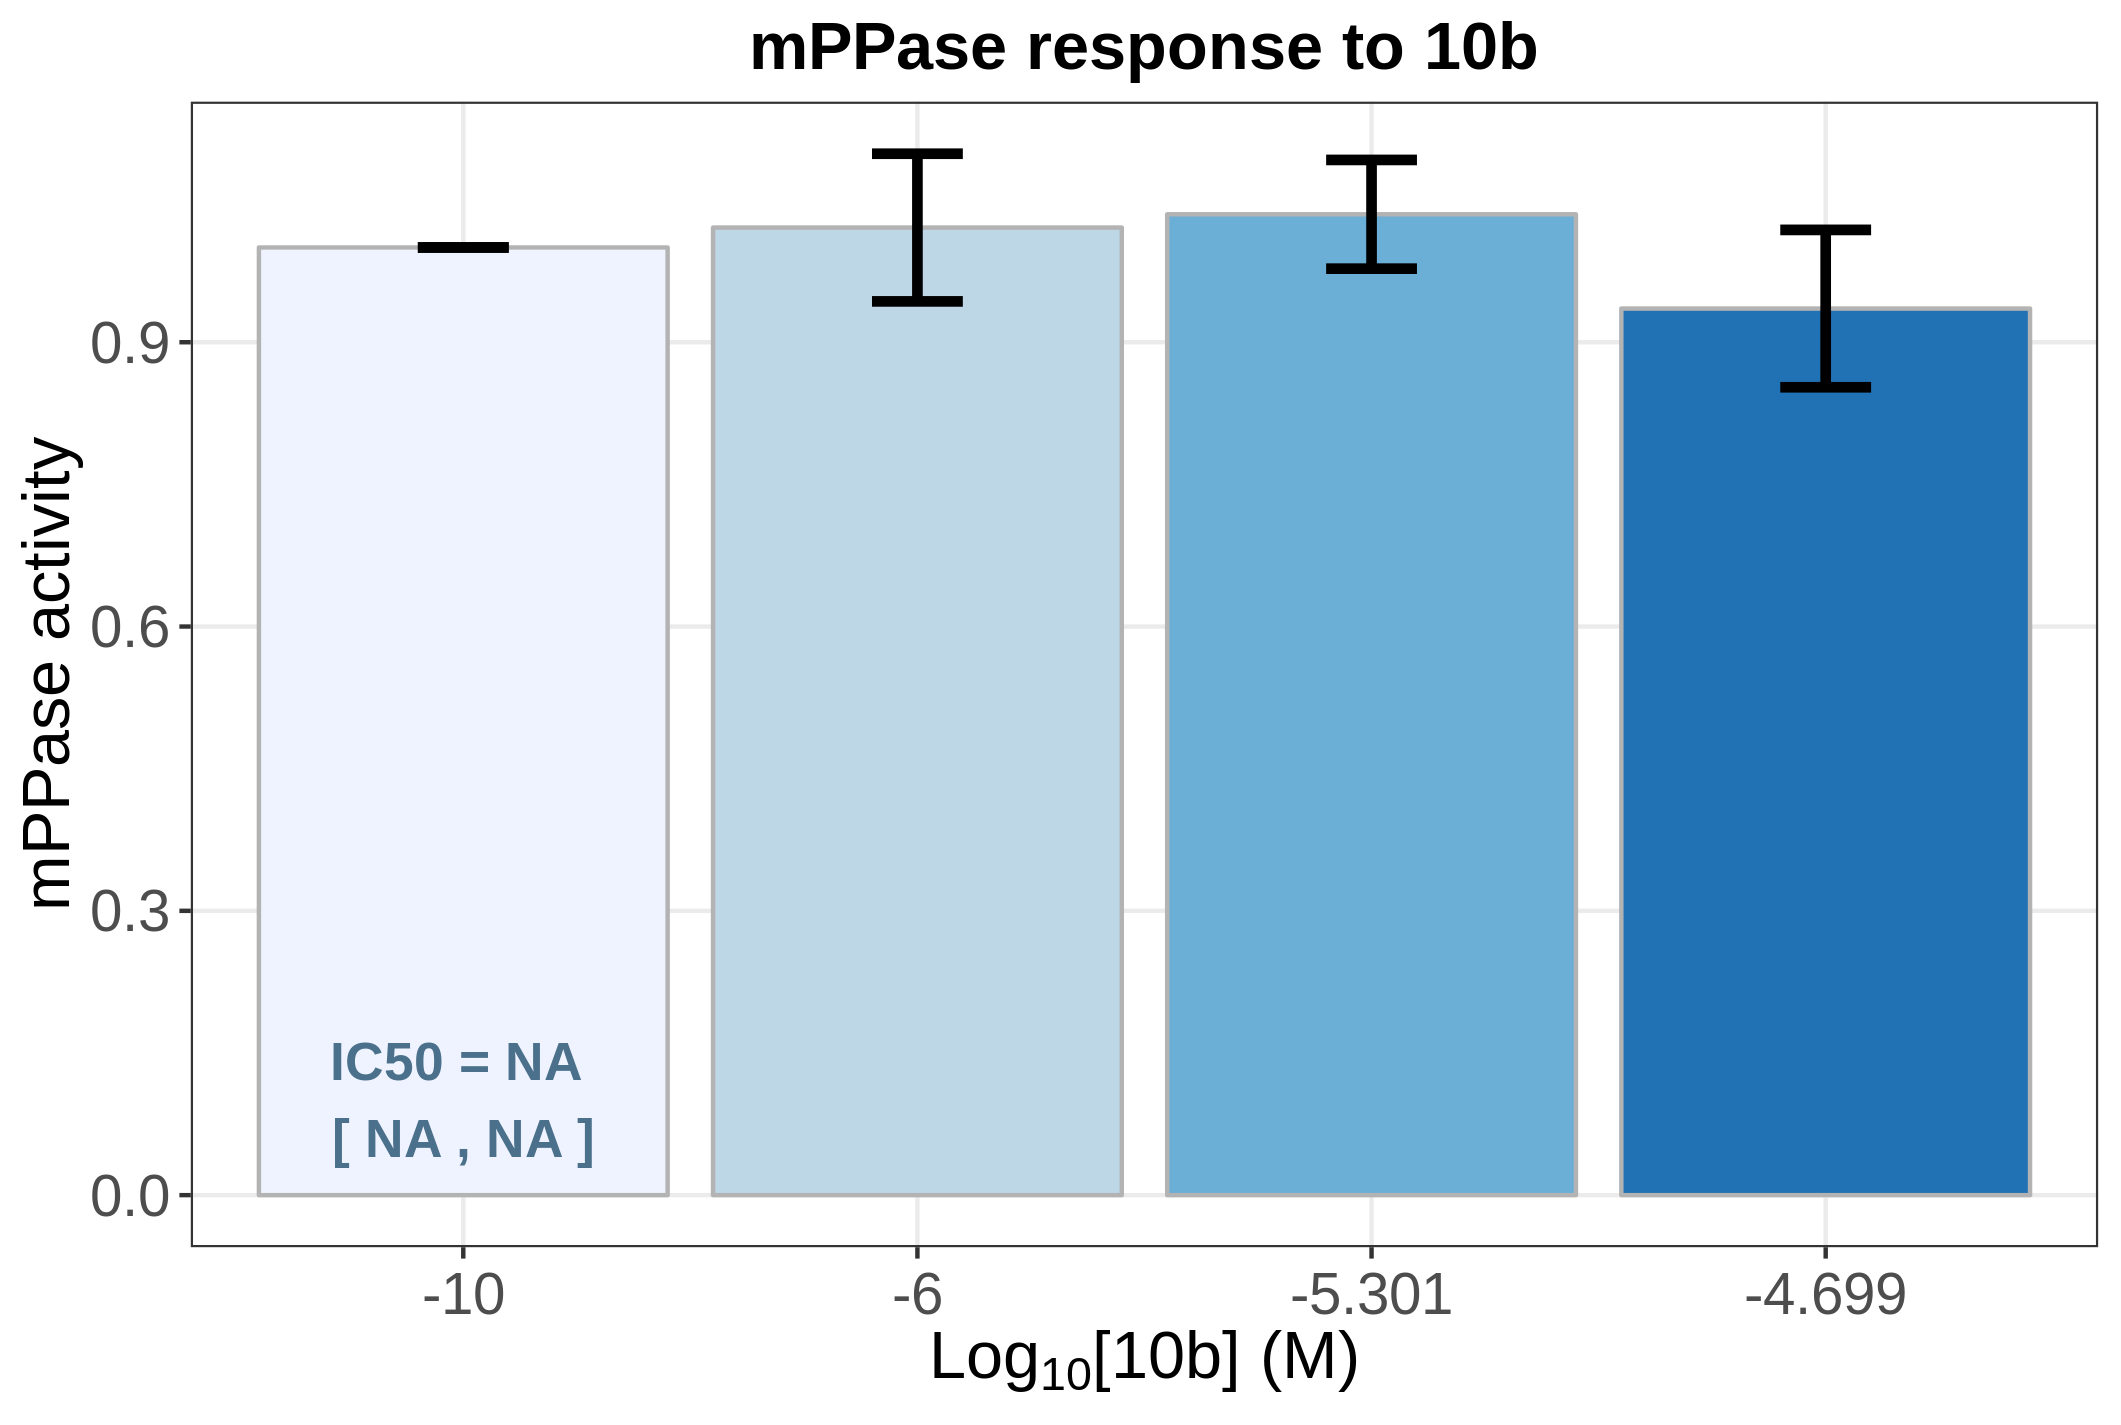 mPPase response to 10b
mPPase activity
0.9
0.6
0.3
0.0
IC50 = NA
[ NA , NA ]
-10
-6
-5.301
-4.699
Log10[10b] (M)